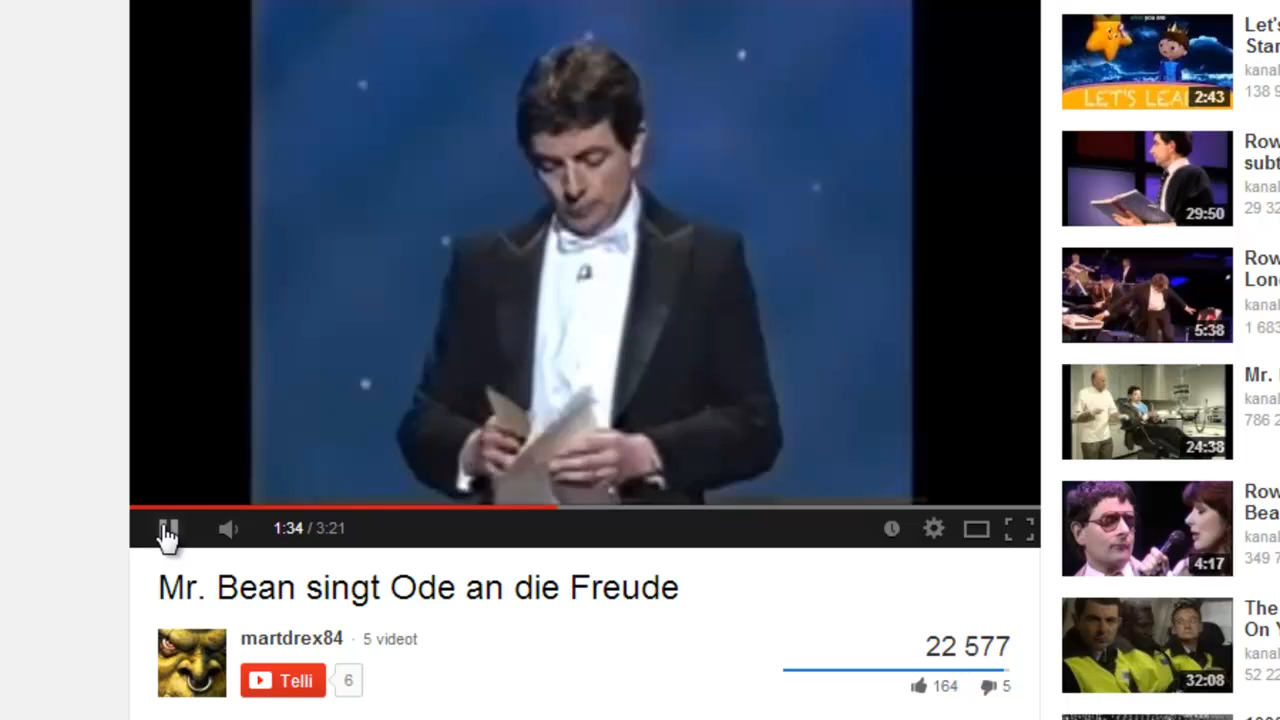 1:34 / 3:21
Mr. Bean singt Ode an die Freude
martdrex84 · 5 videot
Telli 6
22 577
164 5
you are
LET'S LEA
2:43
Let's
Star
kanal
138 9
29:50
Row
subt
kanal
29 32
5:38
Row
Lon
kanal
1 683
24:38
Mr.
kanal
786 2
4:17
Row
Bea
kanal
349 7
32:08
The
On Y
kanal
52 22